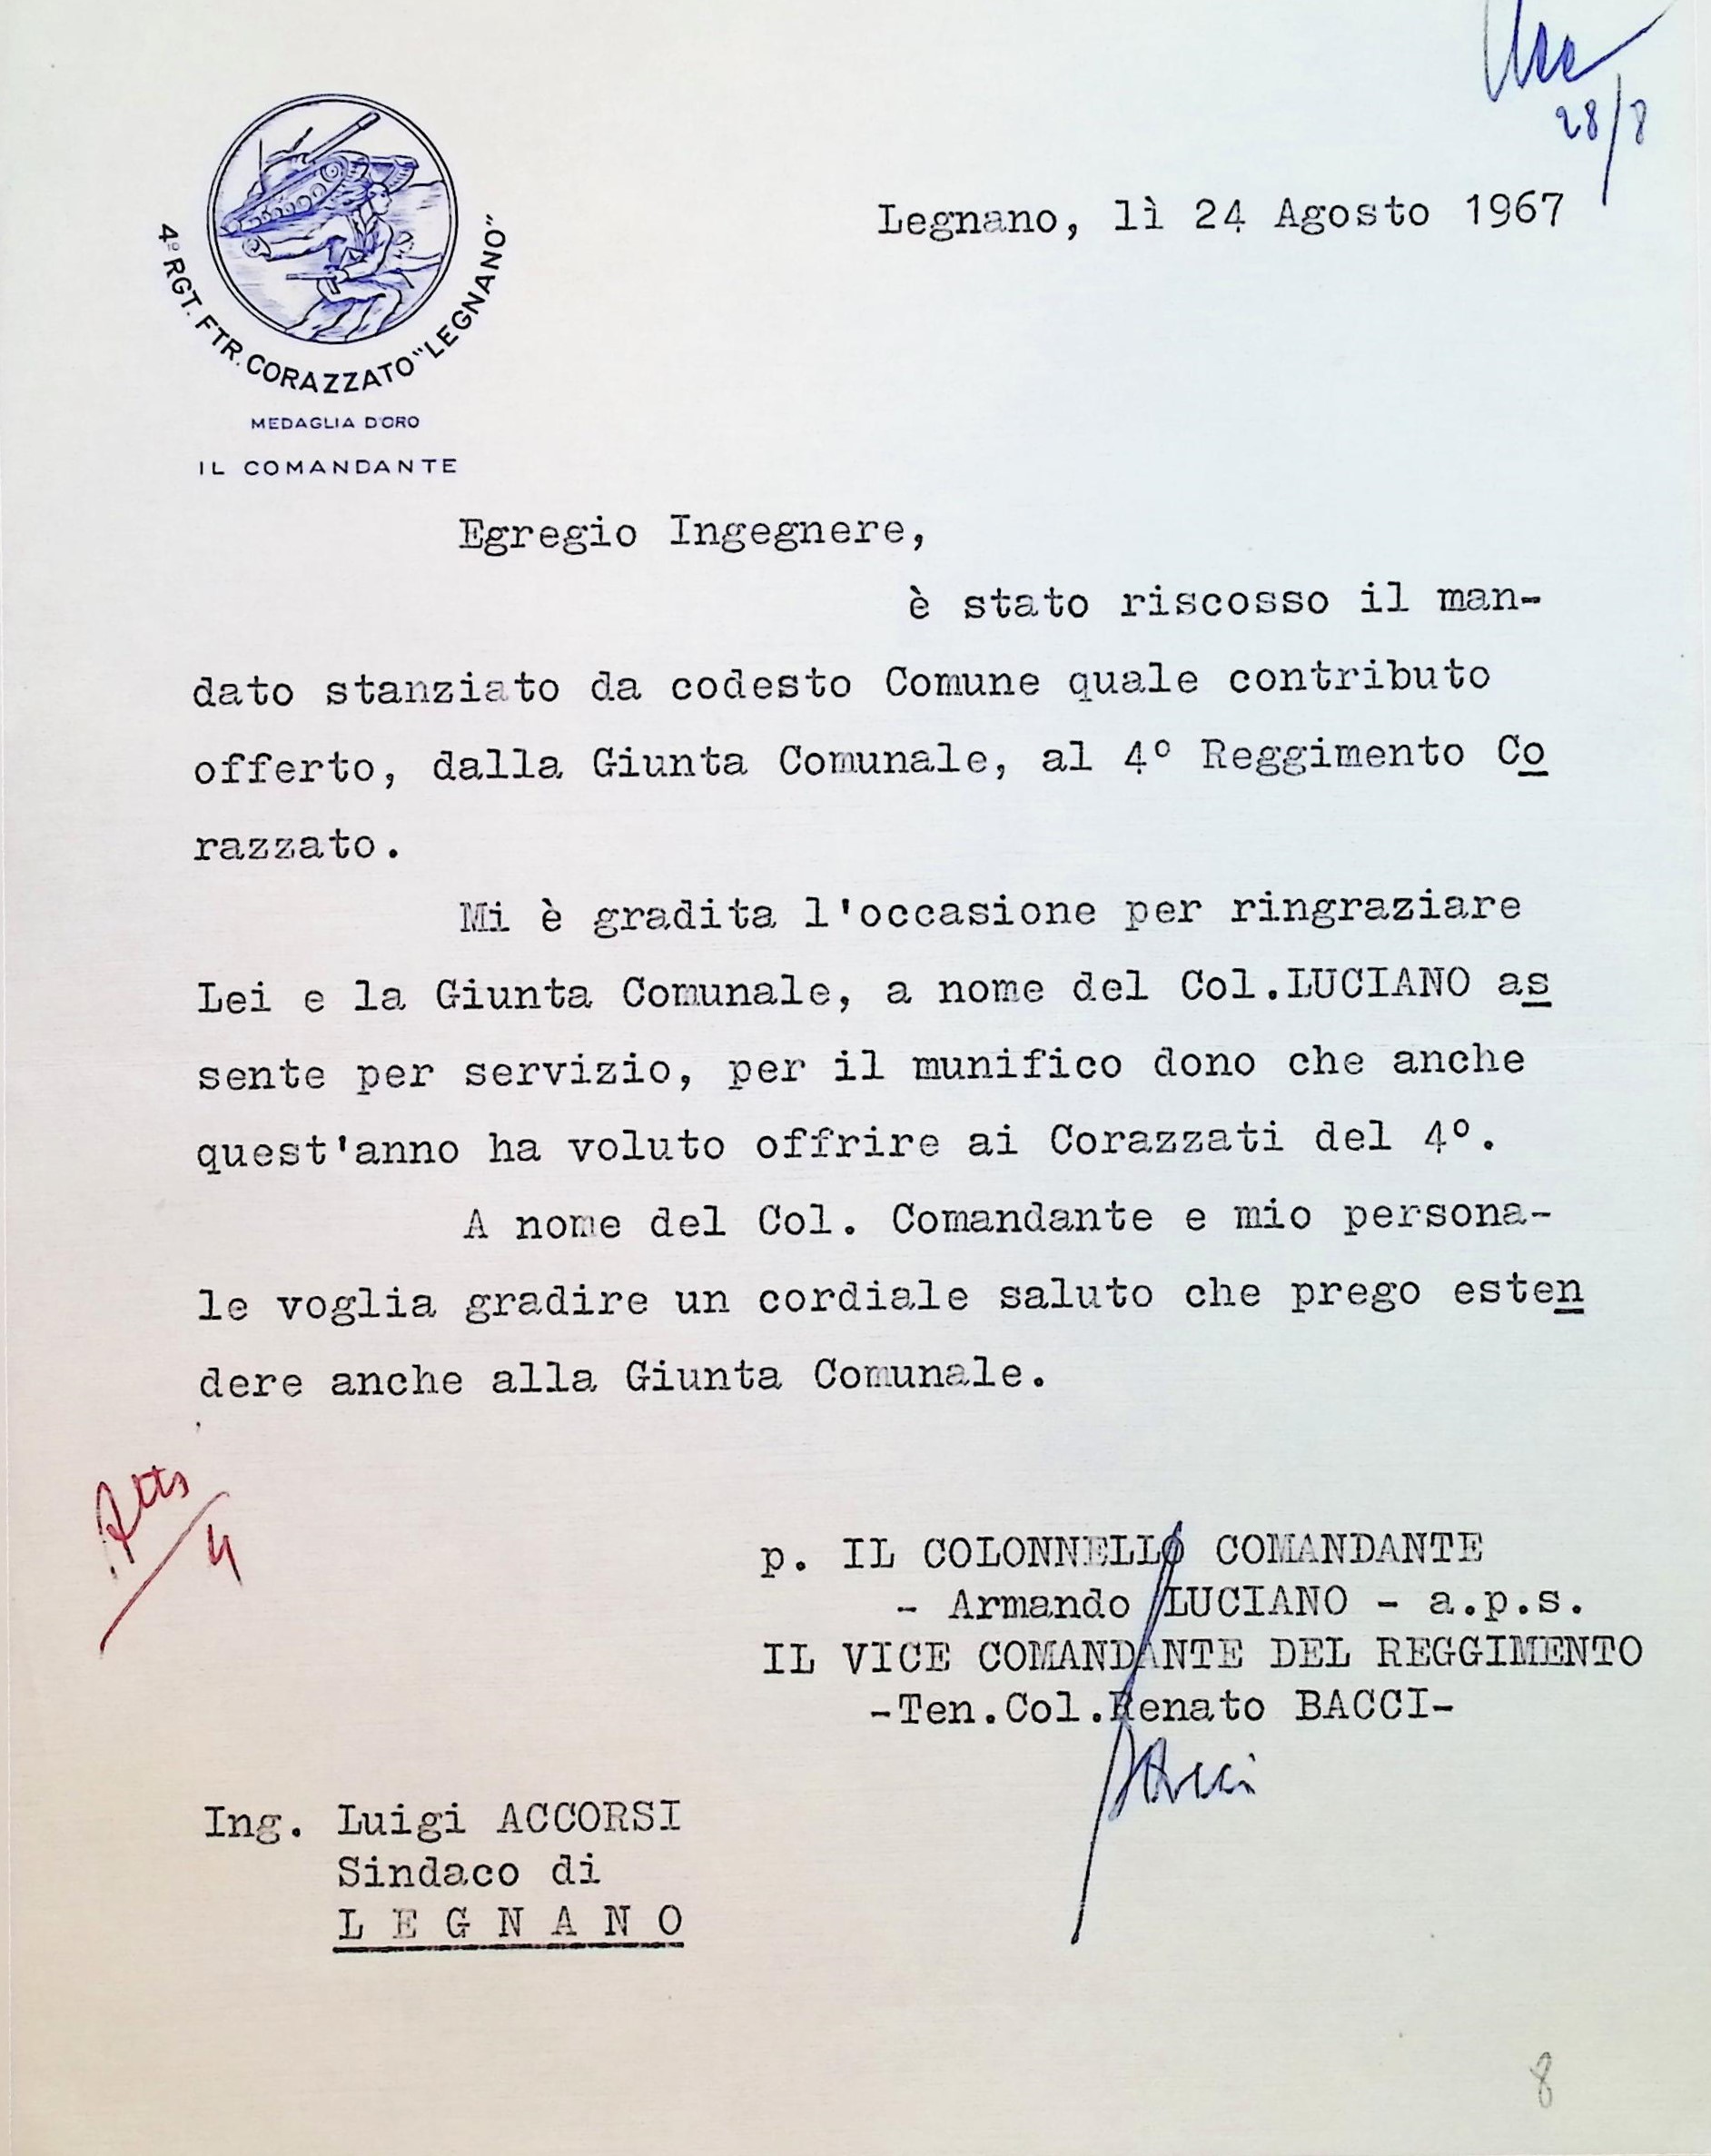 28/8
4º RGT. FTR. CORAZZATO "LEGNANO"
MEDAGLIA D'ORO
IL COMANDANTE
Legnano, lì 24 Agosto 1967
Egregio Ingegnere,
è stato riscosso il man-
dato stanziato da codesto Comune quale contributo
offerto, dalla Giunta Comunale, al 4º Reggimento Co
razzato.
Mi è gradita l'occasione per ringraziare
Lei e la Giunta Comunale, a nome del Col.LUCIANO as
sente per servizio, per il munifico dono che anche
quest'anno ha voluto offrire ai Corazzati del 4º.
A nome del Col. Comandante e mio persona-
le voglia gradire un cordiale saluto che prego esten
dere anche alla Giunta Comunale.
p. IL COLONNELLO COMANDANTE
- Armando LUCIANO - a.p.s.
IL VICE COMANDANTE DEL REGGIMENTO
-Ten.Col.Renato BACCI-
Bacci
Ing. Luigi ACCORSI
Sindaco di
L E G N A N O
8